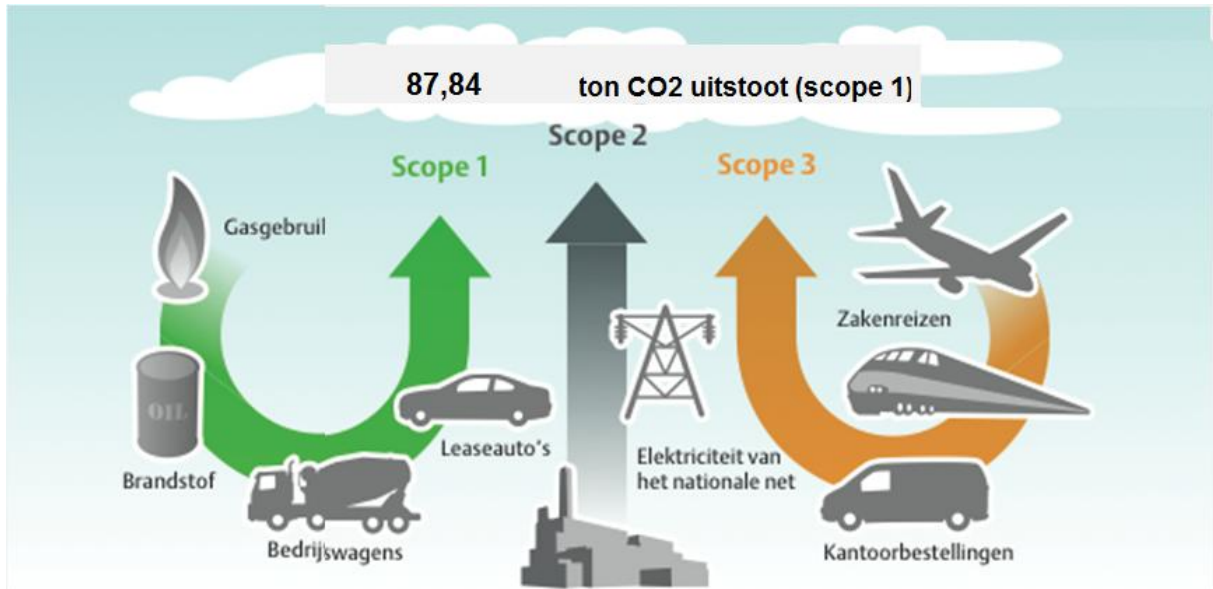 87,84 ton CO2 uitstoot (scope 1)
Scope 1
Scope 2
Scope 3
Gasgebruil
OIL
Brandstof
Bedrijswagens
Leaseauto's
Elektriciteit van
het nationale net
Zakenreizen
Kantoorbestellingen